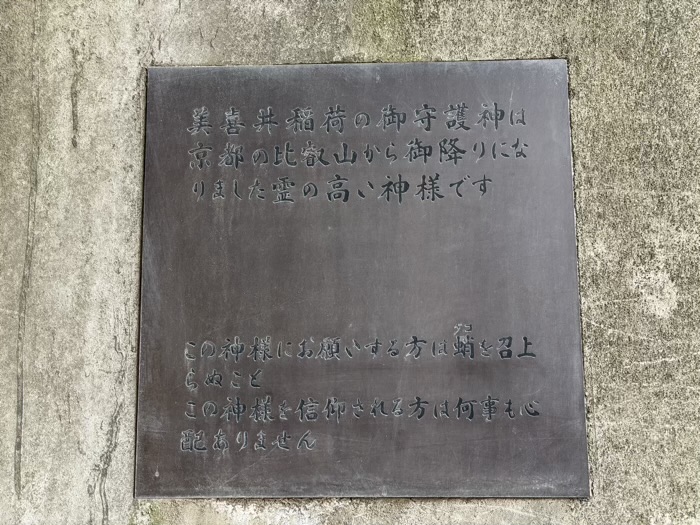 美喜井稲荷の御守護神は
京都の比叡山から御降りにな
りました霊の高い神様です
この神様にお願いする方は蛸を召上
タコ
らぬこと
この神様を信仰される方は何事も心
配ありません